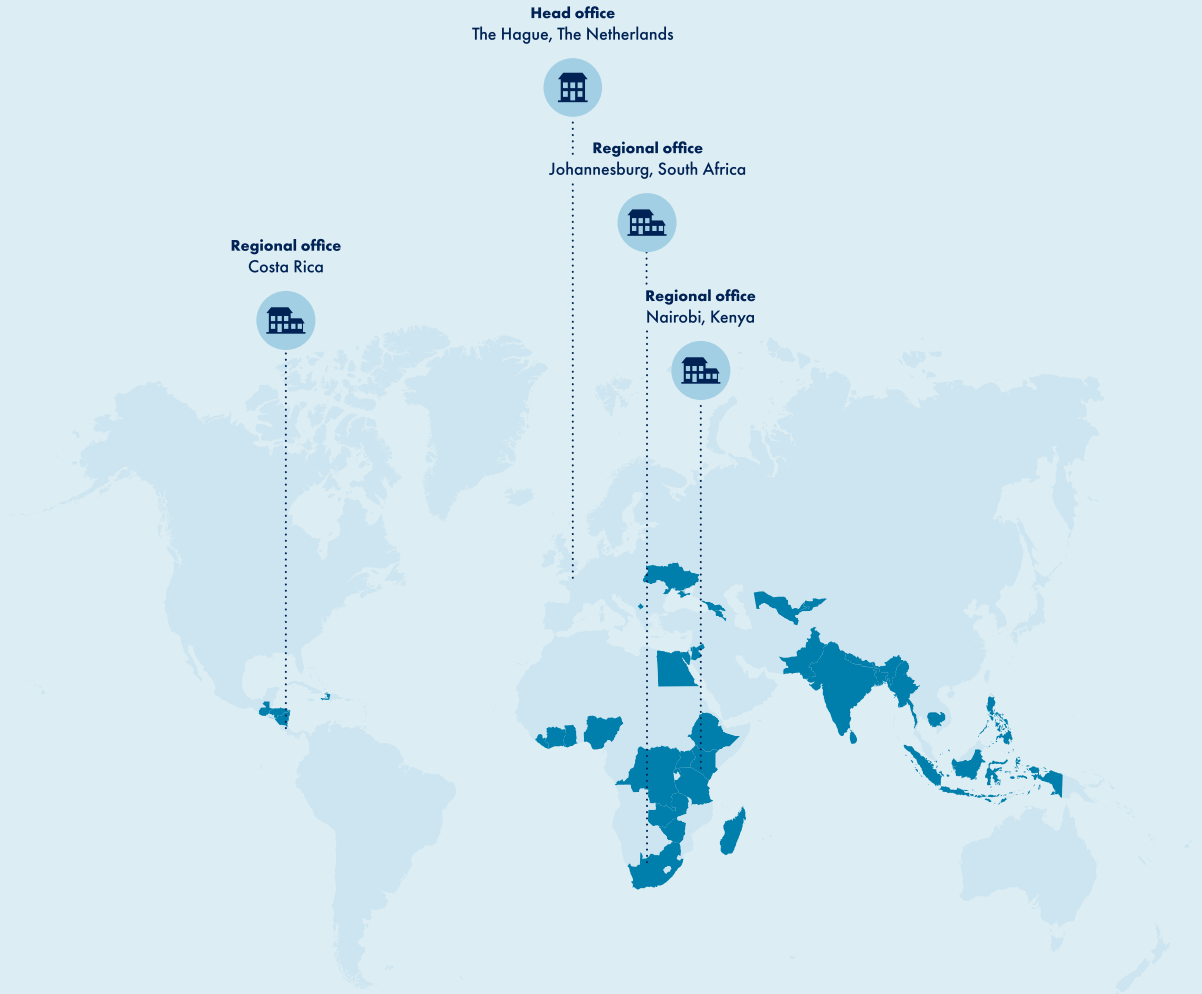 Head office
The Hague, The Netherlands
Regional office
Johannesburg, South Africa
Regional office
Costa Rica
Regional office
Nairobi, Kenya